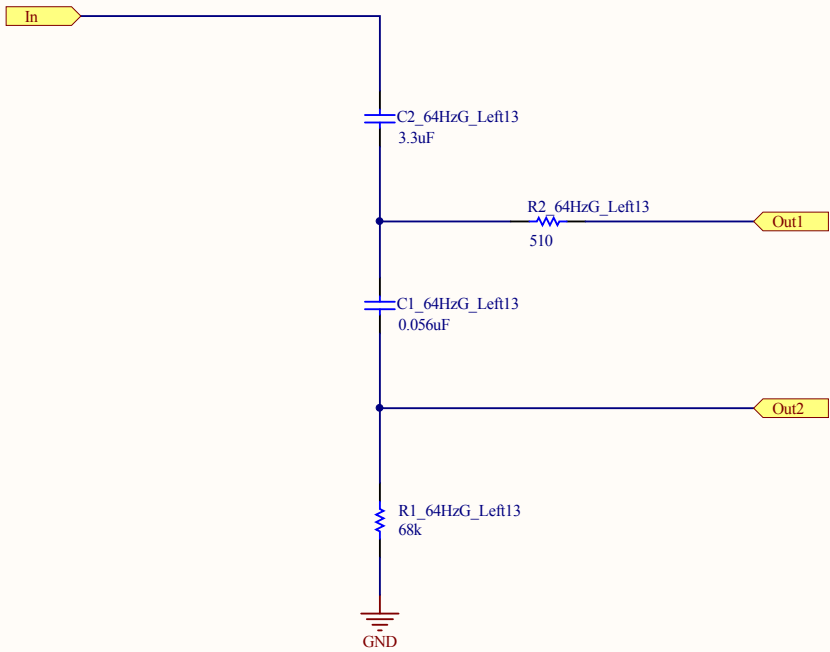 In
C2_64HzG_Left13
3.3uF
R2_64HzG_Left13
510
Out1
C1_64HzG_Left13
0.056uF
Out2
R1_64HzG_Left13
68k
GND